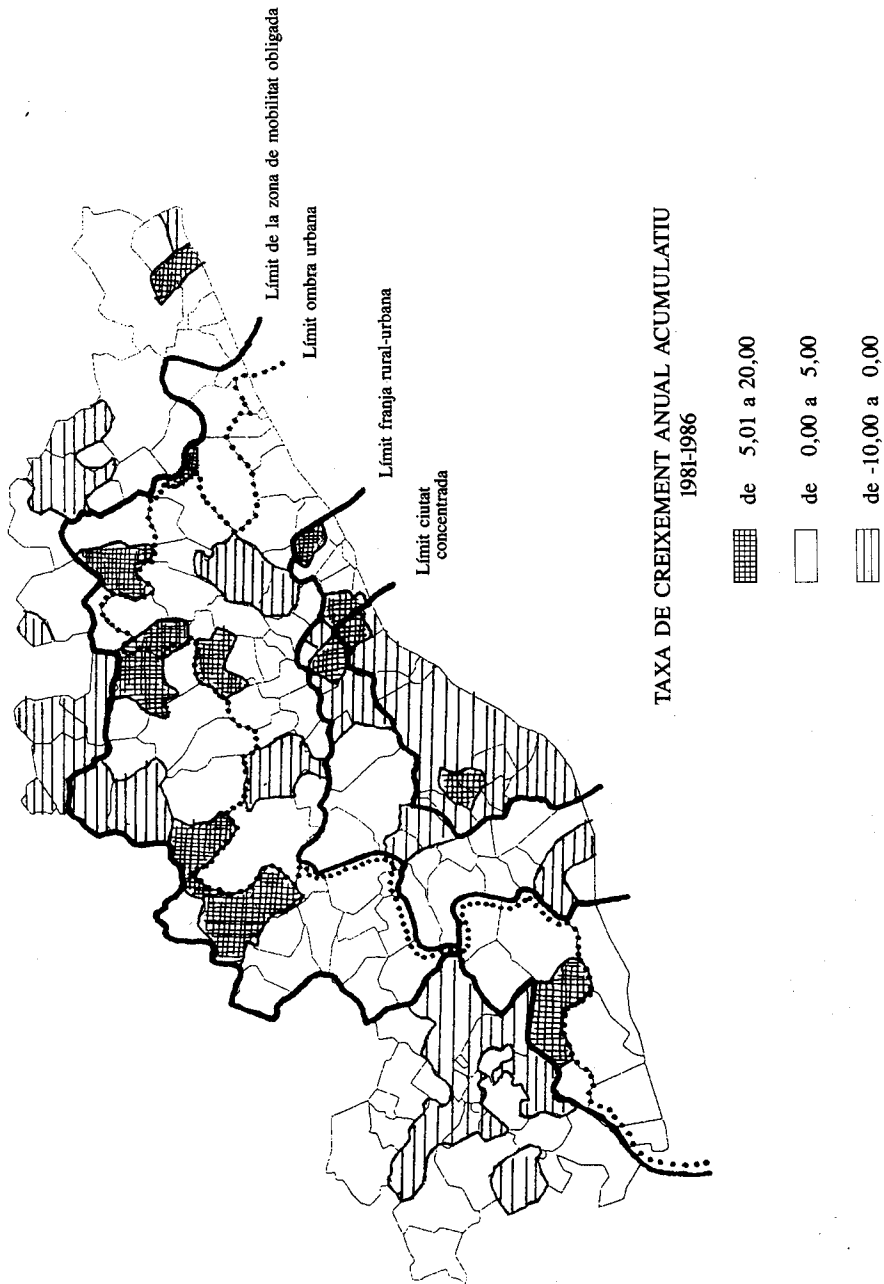 Límit de la zona de mobilitat obligada
Límit ombra urbana
Límit franja rural-urbana
Límit ciutat
concentrada
TAXA DE CREIXEMENT ANUAL ACUMULATIU
1981-1986
de 5,01 a 20,00
de 0,00 a 5,00
de -10,00 a 0,00